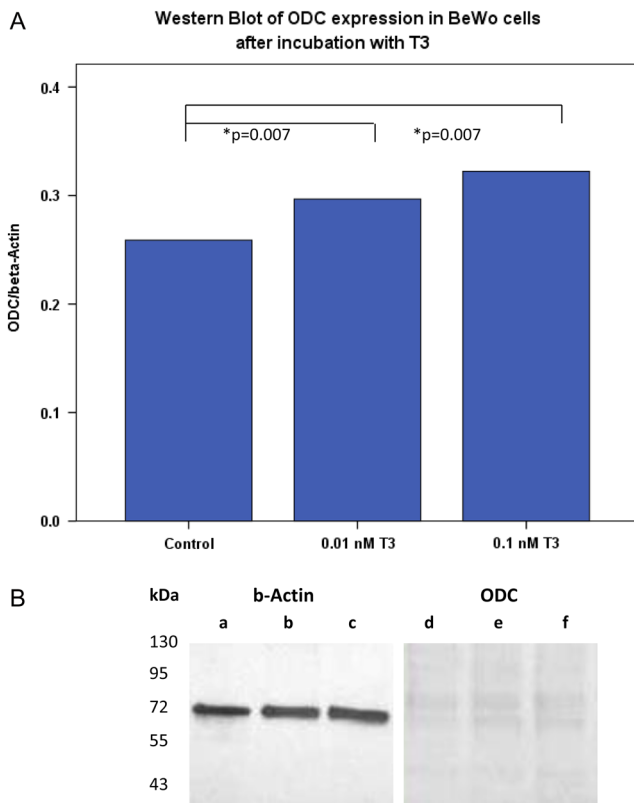 A
Western Blot of ODC expression in BeWo cells
after incubation with T3
0.4
*p=0.007 *p=0.007
0.3
ODC/beta-Actin
0.2
0.1
0.0
Control 0.01 nM T3 0.1 nM T3
B
kDa b-Actin ODC
a b c d e f
130
95
72
55
43